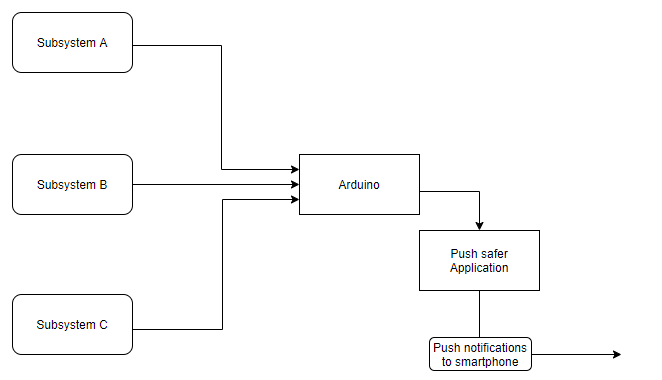 Subsystem A
Subsystem B
Arduino
Push safer
Application
Subsystem C
Push notifications
to smartphone